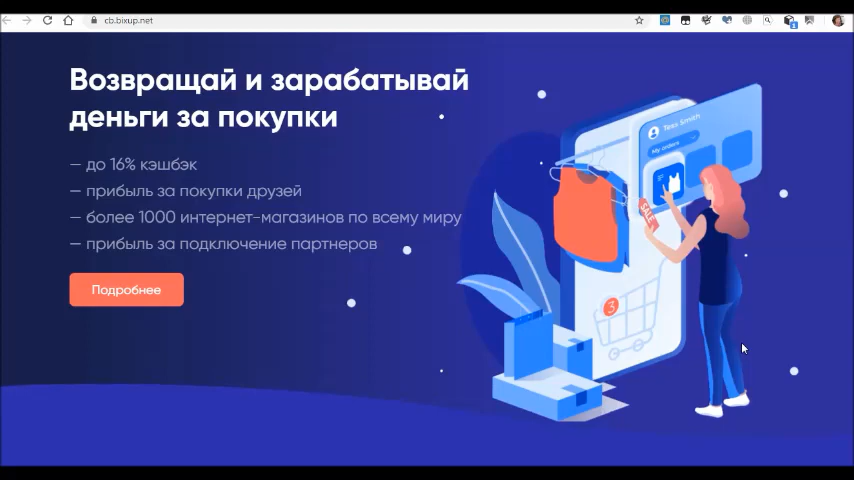 cb.bixup.net
Возвращай и зарабатывай
деньги за покупки
— до 16% кэшбэк
— прибыль за покупки друзей
— более 1000 интернет-магазинов по всему миру
— прибыль за подключение партнеров
Подробнее
Tess Smith
My orders
SALE
3
1